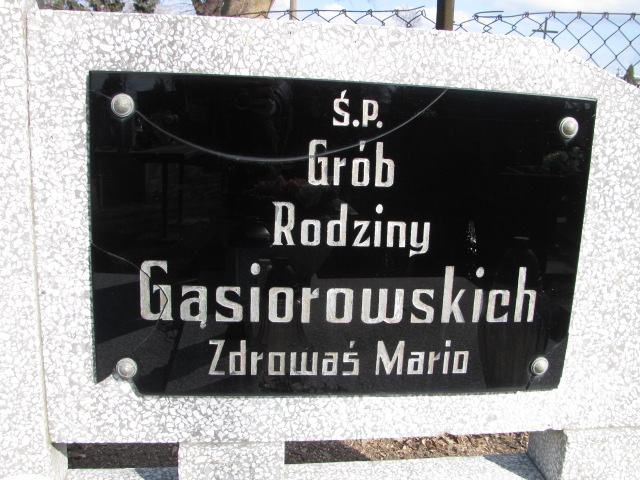 Ś.P.
Grób
Rodziny
Gąsiorowskich
Zdrowaś Mario